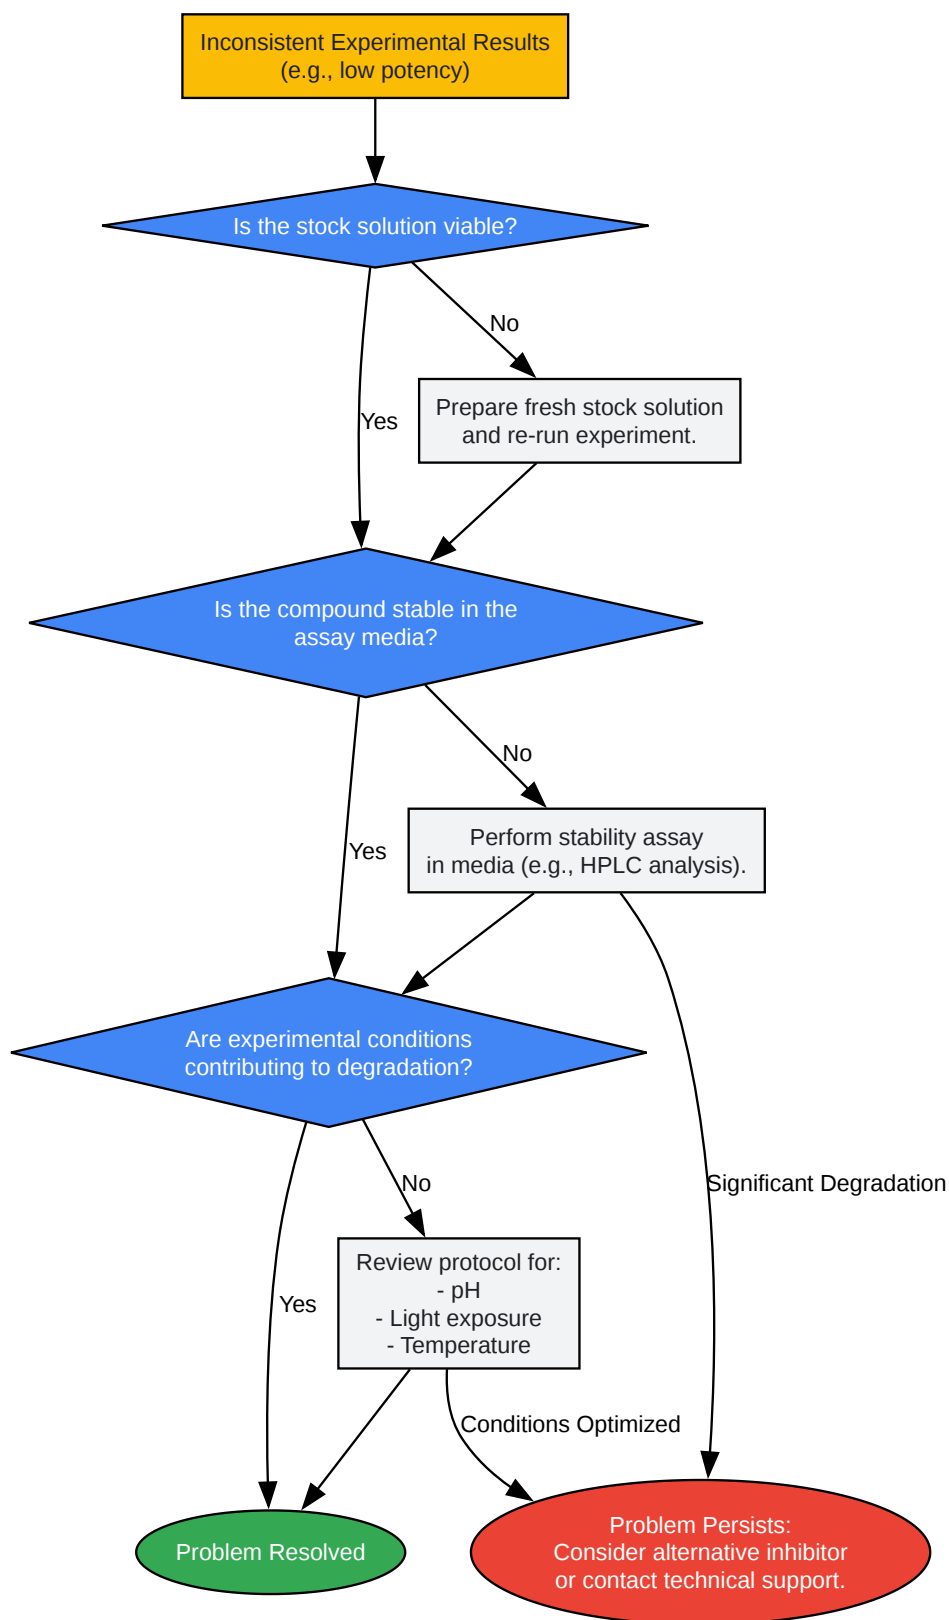 Inconsistent Experimental Results
(e.g., low potency)
Is the stock solution viable?
No
Prepare fresh stock solution
and re-run experiment.
Yes
Is the compound stable in the
assay media?
No
Perform stability assay
in media (e.g., HPLC analysis).
Yes
Are experimental conditions
contributing to degradation?
No
Significant Degradation
Review protocol for:
- pH
- Light exposure
- Temperature
Yes
Conditions Optimized
Problem Resolved
Problem Persists:
Consider alternative inhibitor
or contact technical support.